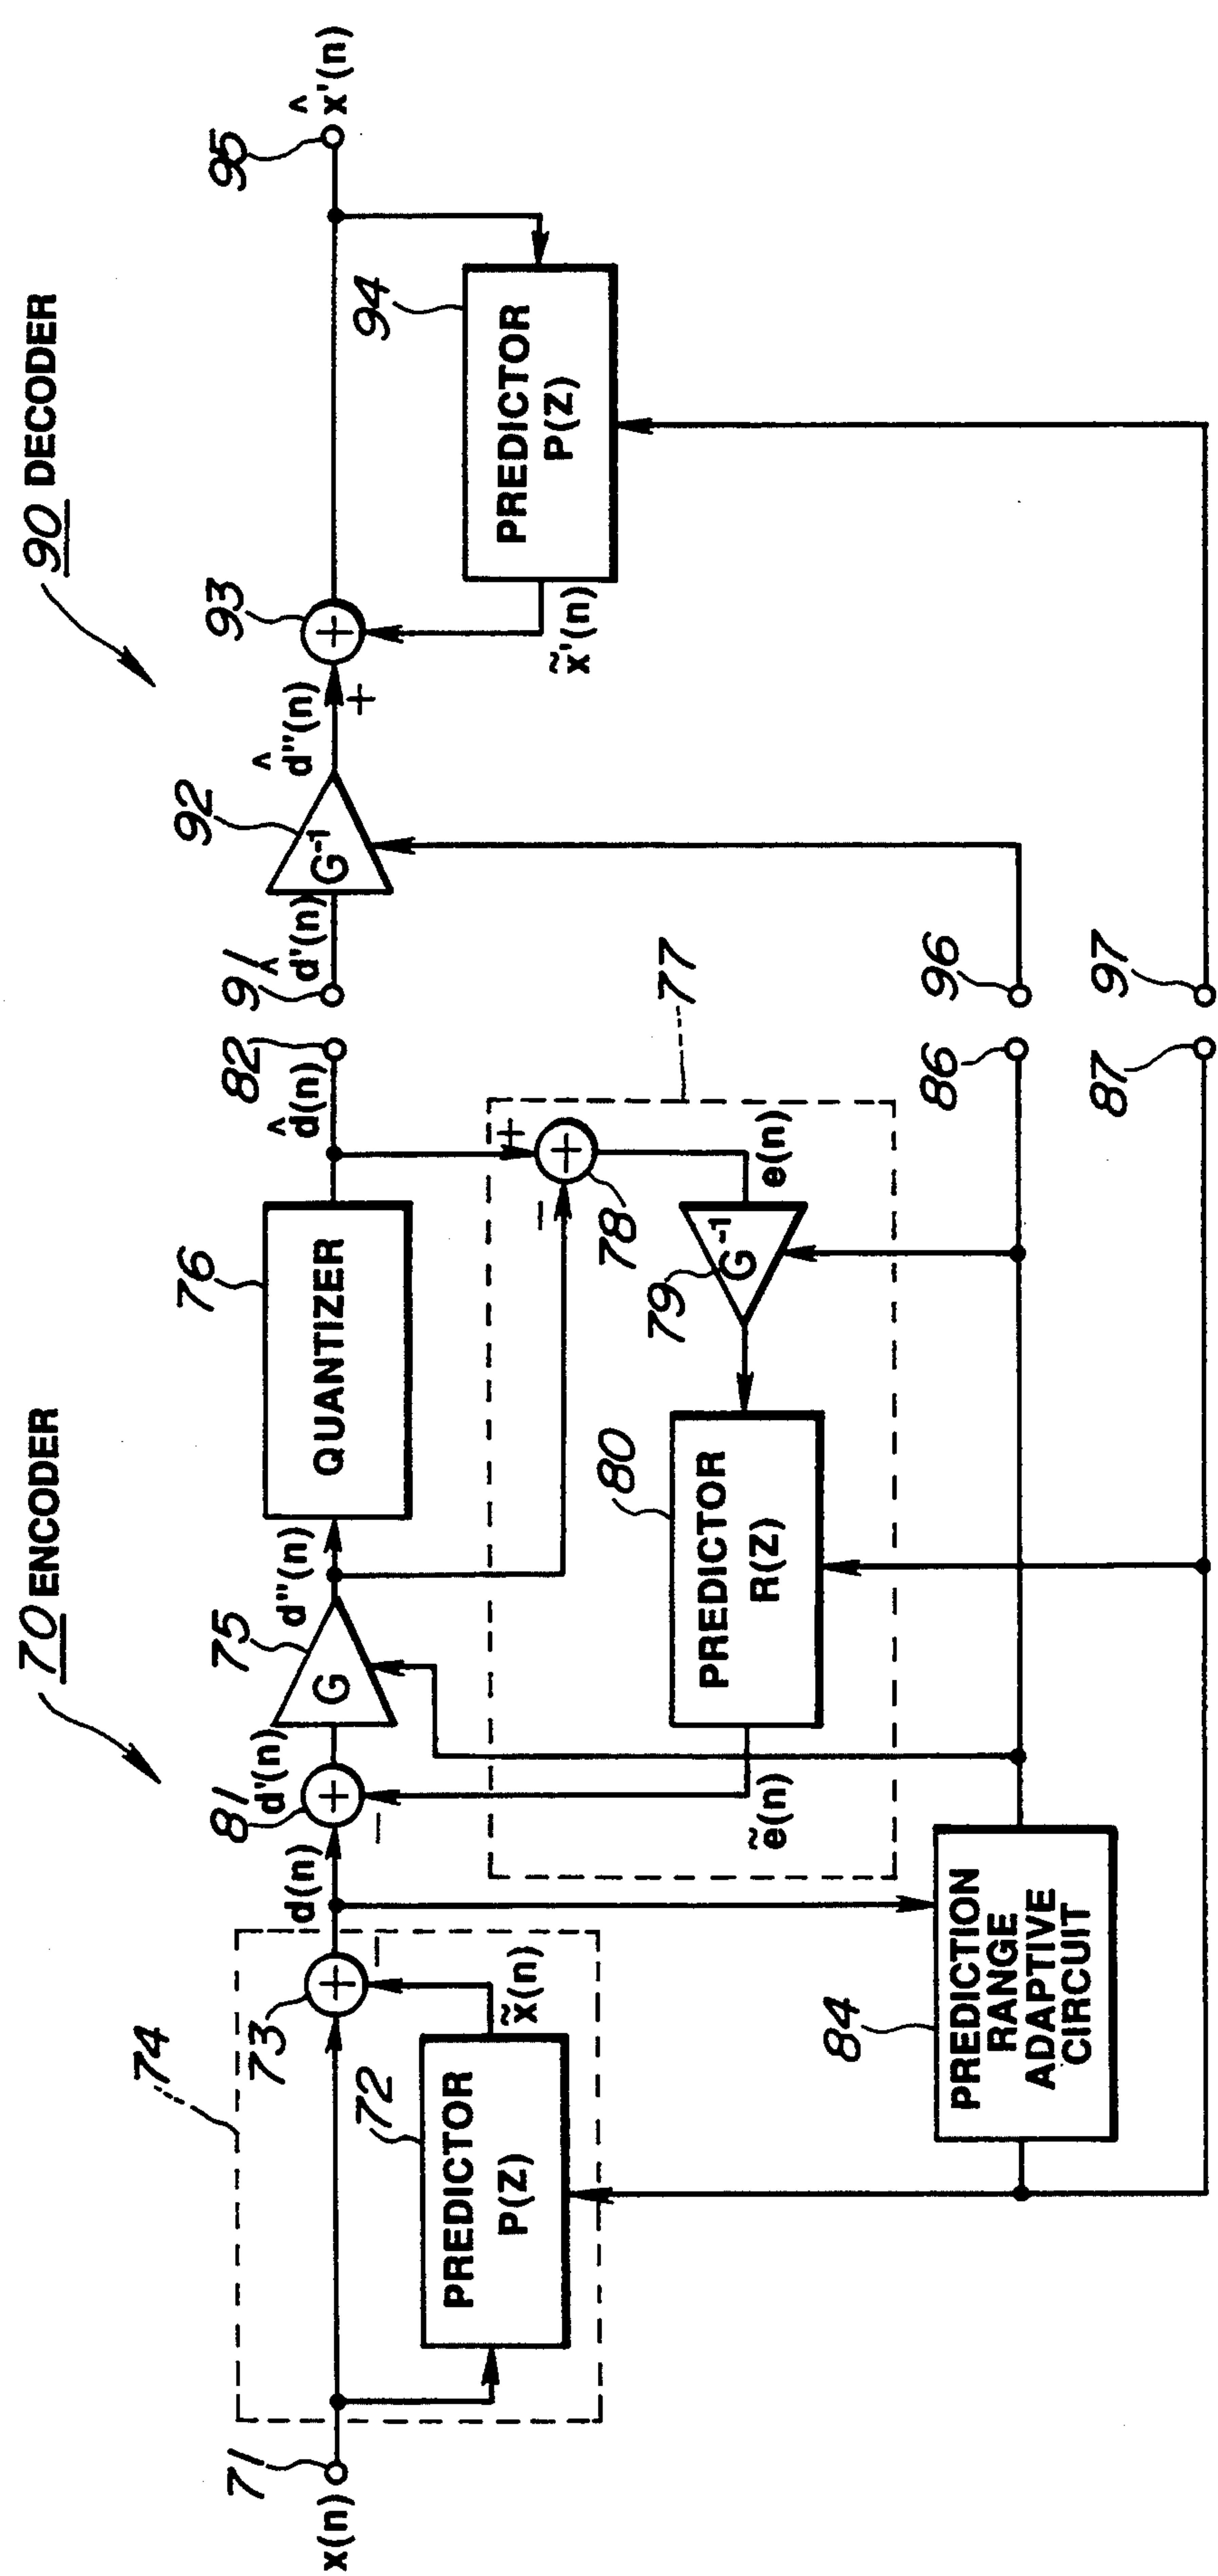 70 ENCODER
90 DECODER
x(n)
71
74
72
PREDICTOR
P(Z)
x̃(n)
73
−
d(n)
81
−
d'(n)
75
G
d''(n)
76
QUANTIZER
d̂(n)
82
77
+
−
+
78
e(n)
79
G⁻¹
80
PREDICTOR
R(Z)
ẽ(n)
84
PREDICTION
RANGE
ADAPTIVE
CIRCUIT
86
87
96
97
91
d̂'(n)
92
G⁻¹
d̂''(n)
+
93
+
x̃'(n)
94
PREDICTOR
P(Z)
95
x̂'(n)